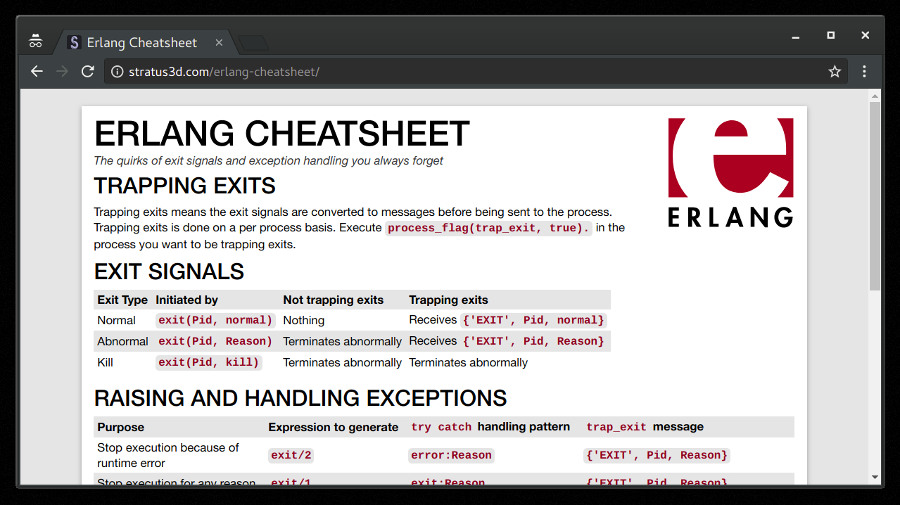 Erlang Cheatsheet
stratus3d.com/erlang-cheatsheet/
ERLANG CHEATSHEET
The quirks of exit signals and exception handling you always forget
ERLANG
TRAPPING EXITS
Trapping exits means the exit signals are converted to messages before being sent to the process.
Trapping exits is done on a per process basis. Execute process_flag(trap_exit, true). in the
process you want to be trapping exits.
EXIT SIGNALS
Exit Type Initiated by Not trapping exits Trapping exits
Normal exit(Pid, normal) Nothing Receives {'EXIT', Pid, normal}
Abnormal exit(Pid, Reason) Terminates abnormally Receives {'EXIT', Pid, Reason}
Kill exit(Pid, kill) Terminates abnormally Terminates abnormally
RAISING AND HANDLING EXCEPTIONS
Purpose Expression to generate try catch handling pattern trap_exit message
Stop execution because of
runtime error exit/2 error:Reason {'EXIT', Pid, Reason}
Stop execution for any reason exit/1 exit:Reason {'EXIT', Pid, Reason}